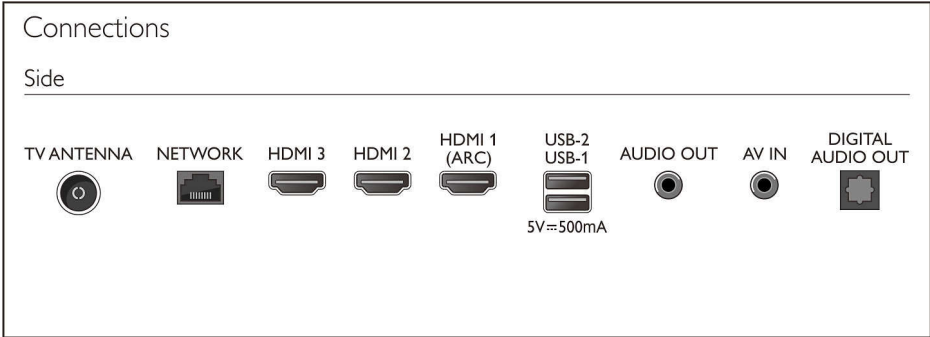 Connections
Side
TV ANTENNA
NETWORK
HDMI 3
HDMI 2
HDMI 1
(ARC)
USB-2
USB-1
5V⎓500mA
AUDIO OUT
AV IN
DIGITAL
AUDIO OUT